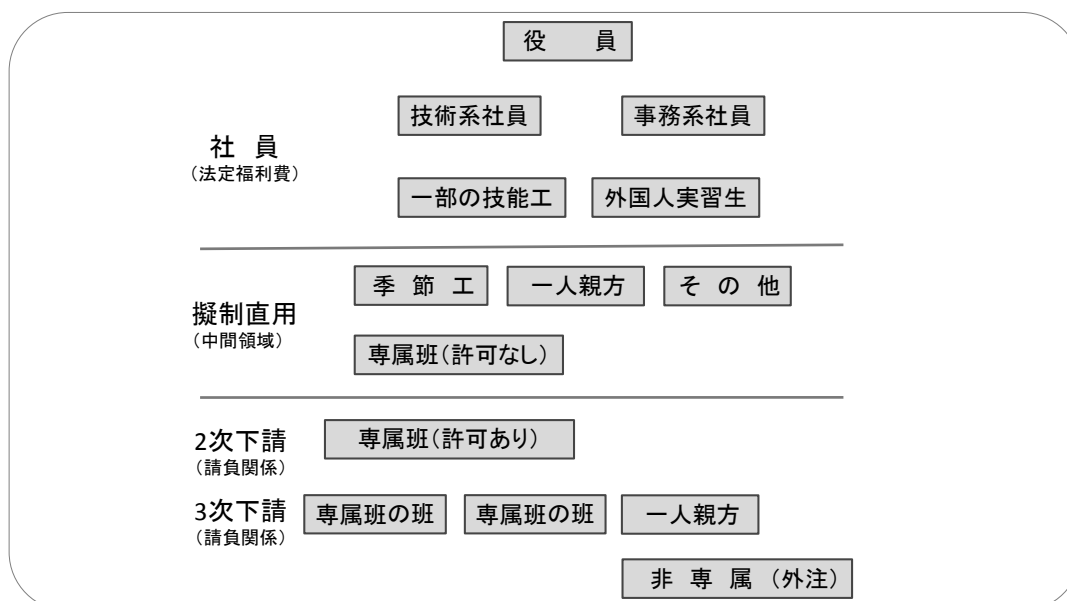 役 員
技術系社員 事務系社員
社 員
(法定福利費)
一部の技能工 外国人実習生
季 節 工 一人親方 そ の 他
擬制直用
(中間領域)
専属班(許可なし)
2次下請 専属班(許可あり)
(請負関係)
3次下請 専属班の班 専属班の班 一人親方
(請負関係)
非 専 属 (外注)